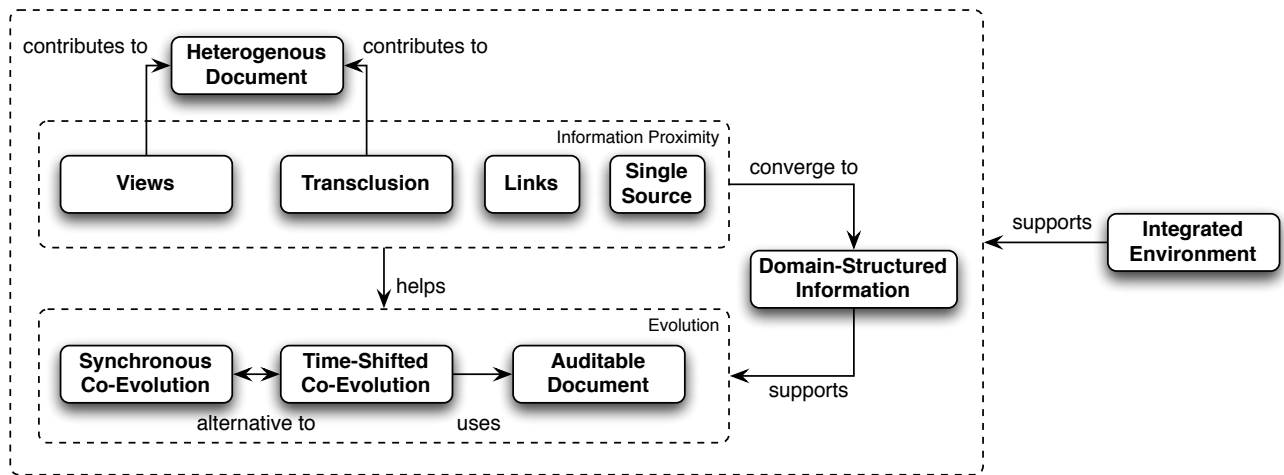 contributes to
Heterogenous
Document
contributes to
Information Proximity
Views
Transclusion
Links
Single
Source
converge to
supports
Integrated
Environment
Domain-Structured
Information
helps
Evolution
Synchronous
Co-Evolution
Time-Shifted
Co-Evolution
Auditable
Document
supports
alternative to
uses